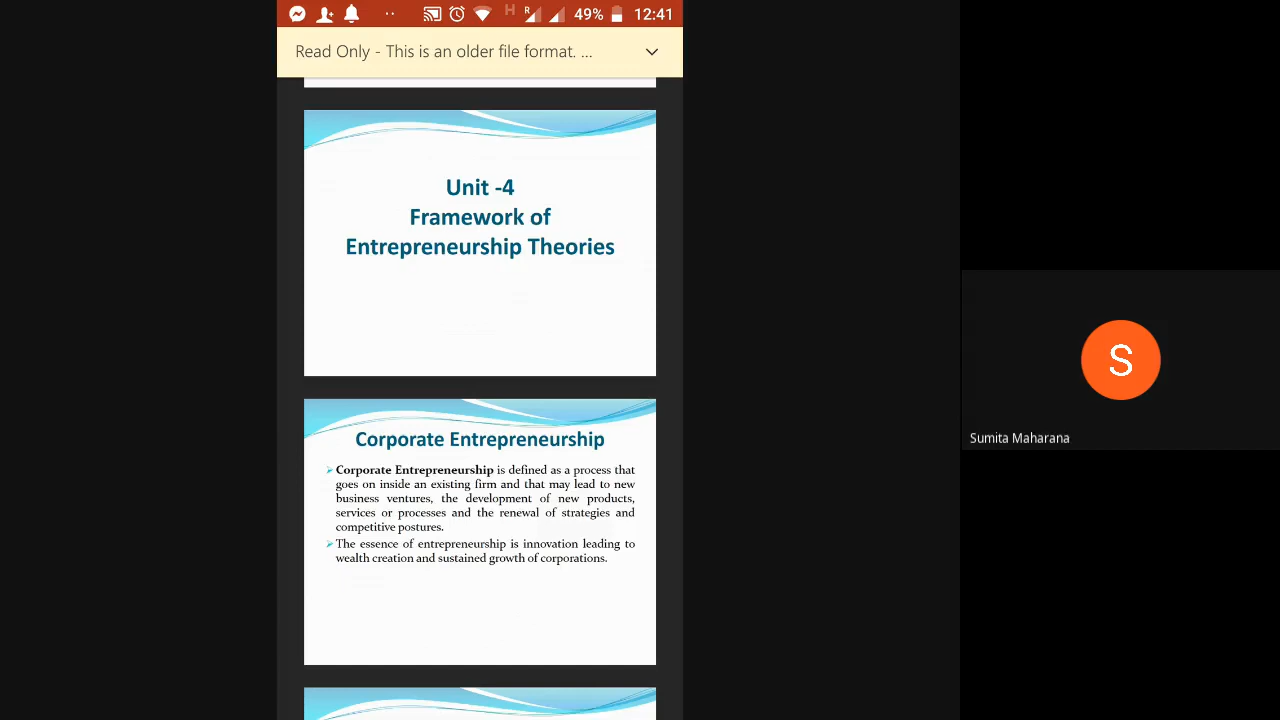 H R 49% 12:41
Read Only - This is an older file format. ...
Unit -4
Framework of
Entrepreneurship Theories
Corporate Entrepreneurship
Corporate Entrepreneurship is defined as a process that
goes on inside an existing firm and that may lead to new
business ventures, the development of new products,
services or processes and the renewal of strategies and
competitive postures.
The essence of entrepreneurship is innovation leading to
wealth creation and sustained growth of corporations.
S
Sumita Maharana